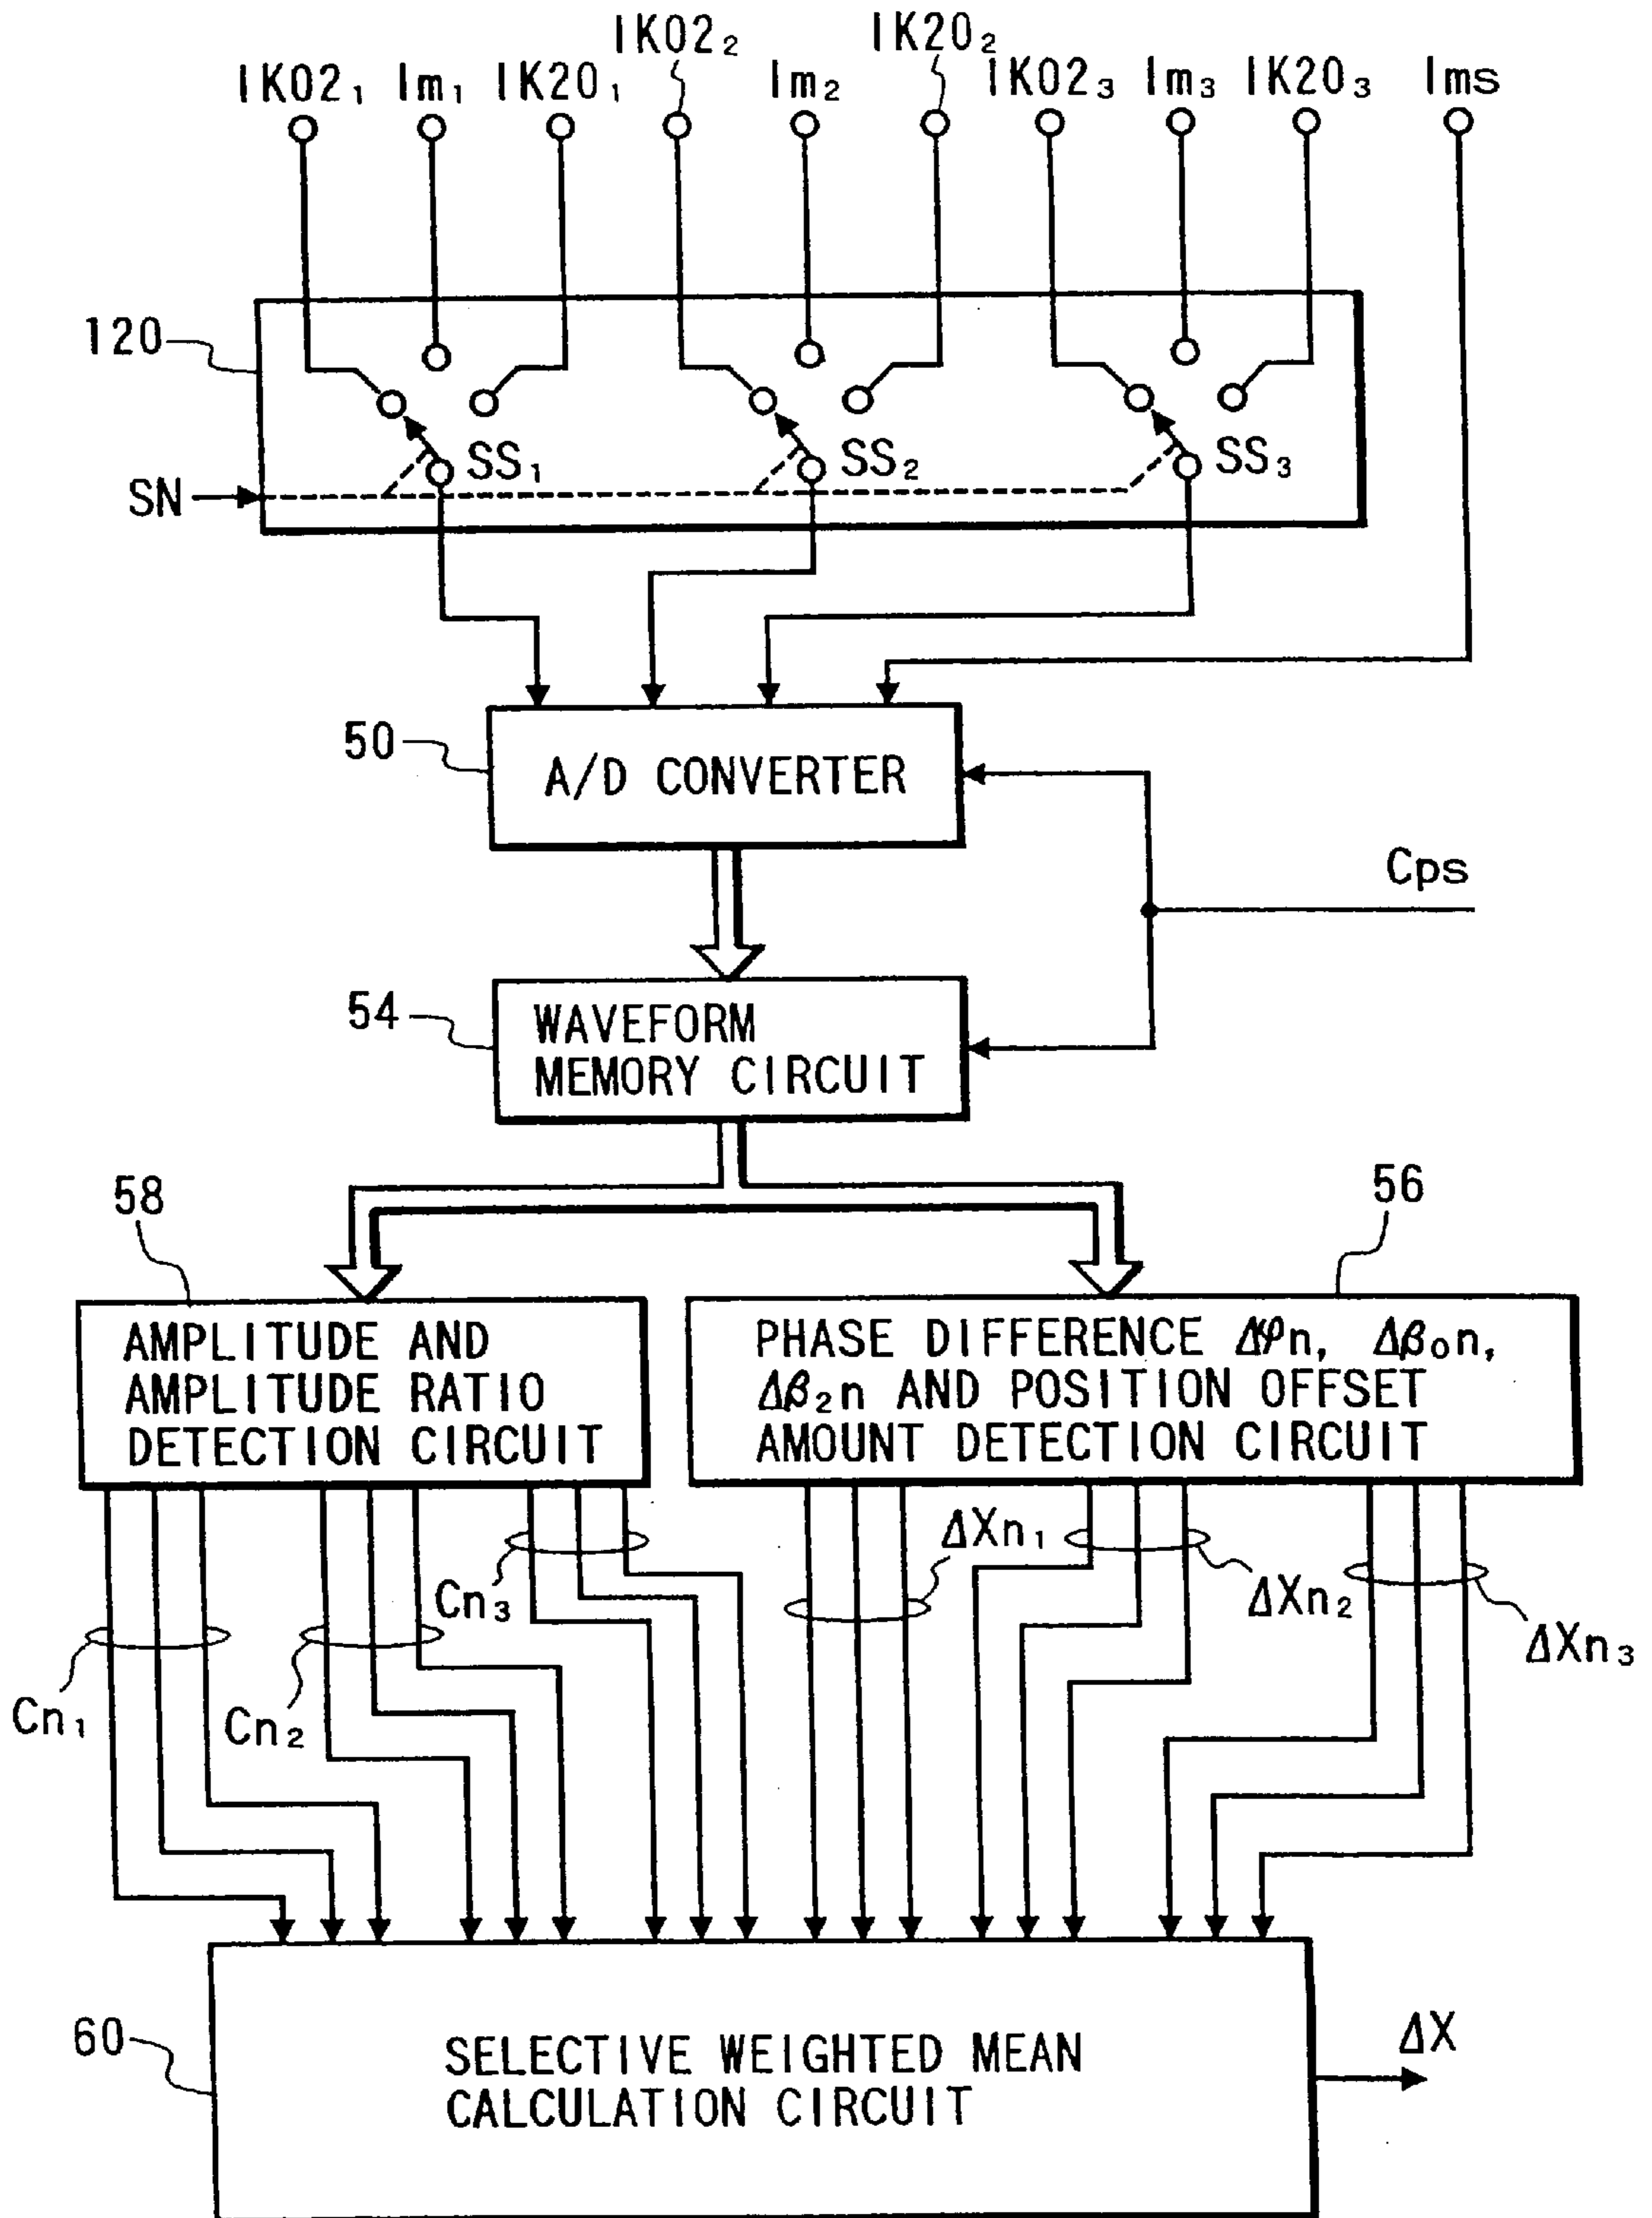 IK02₁ Im₁ IK20₁ IK02₂ Im₂ IK20₂ IK02₃ Im₃ IK20₃ Ims
120
SS₁ SS₂ SS₃
SN
50
A/D CONVERTER
Cps
54
WAVEFORM
MEMORY CIRCUIT
58
56
AMPLITUDE AND
AMPLITUDE RATIO
DETECTION CIRCUIT
PHASE DIFFERENCE Δφn, Δβ₀n,
Δβ₂n AND POSITION OFFSET
AMOUNT DETECTION CIRCUIT
Cn₁
Cn₂
Cn₃
ΔXn₁
ΔXn₂
ΔXn₃
60
SELECTIVE WEIGHTED MEAN
CALCULATION CIRCUIT
ΔX